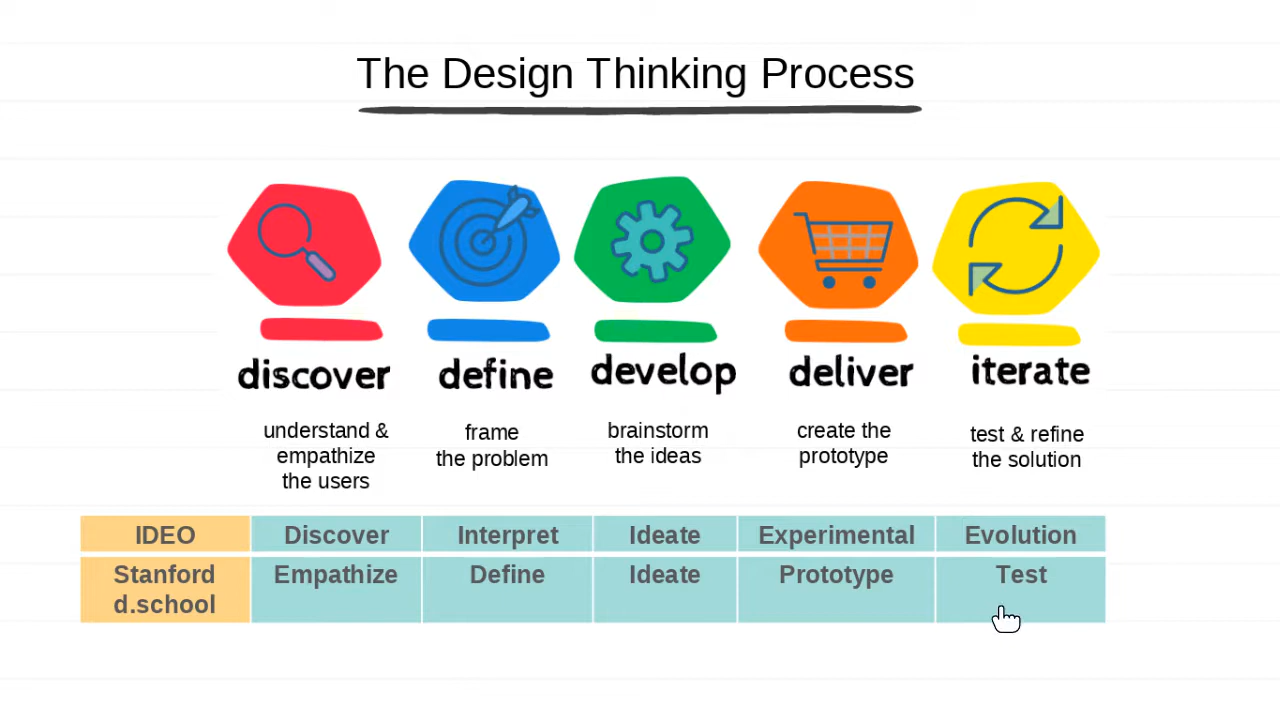 The Design Thinking Process
discover
define
develop
deliver
iterate
understand &
empathize
the users
frame
the problem
brainstorm
the ideas
create the
prototype
test & refine
the solution
IDEO Discover Interpret Ideate Experimental Evolution
Stanford
d.school Empathize Define Ideate Prototype Test